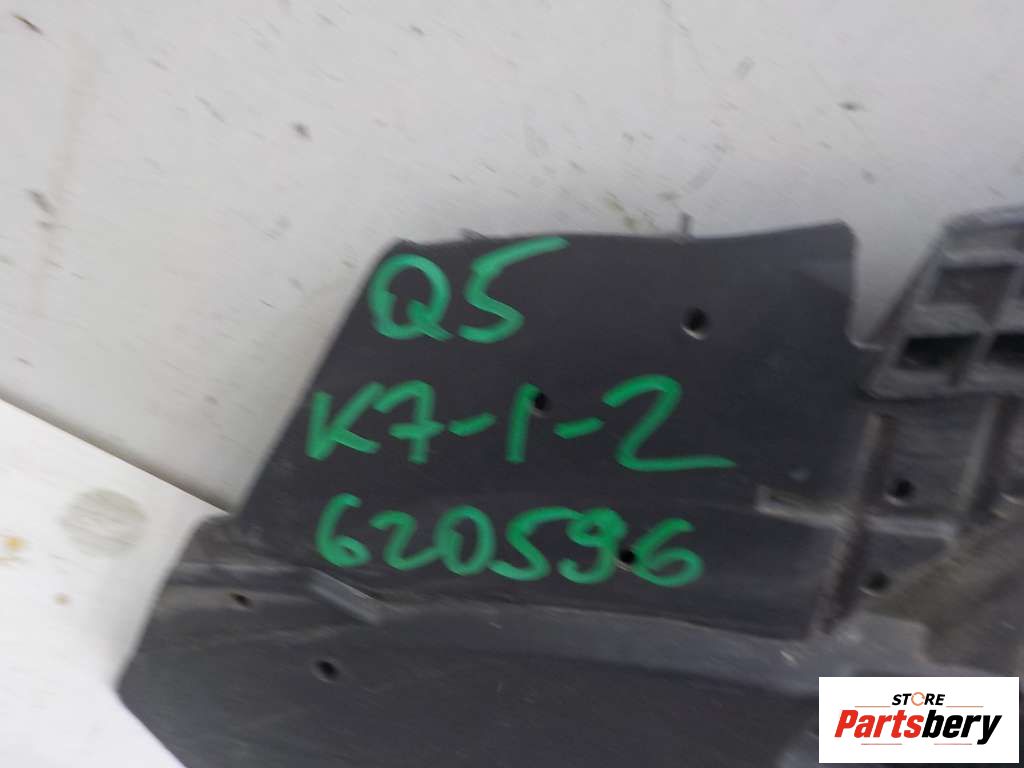 Q5
K7-1-2
620596
STORE
Partsbery